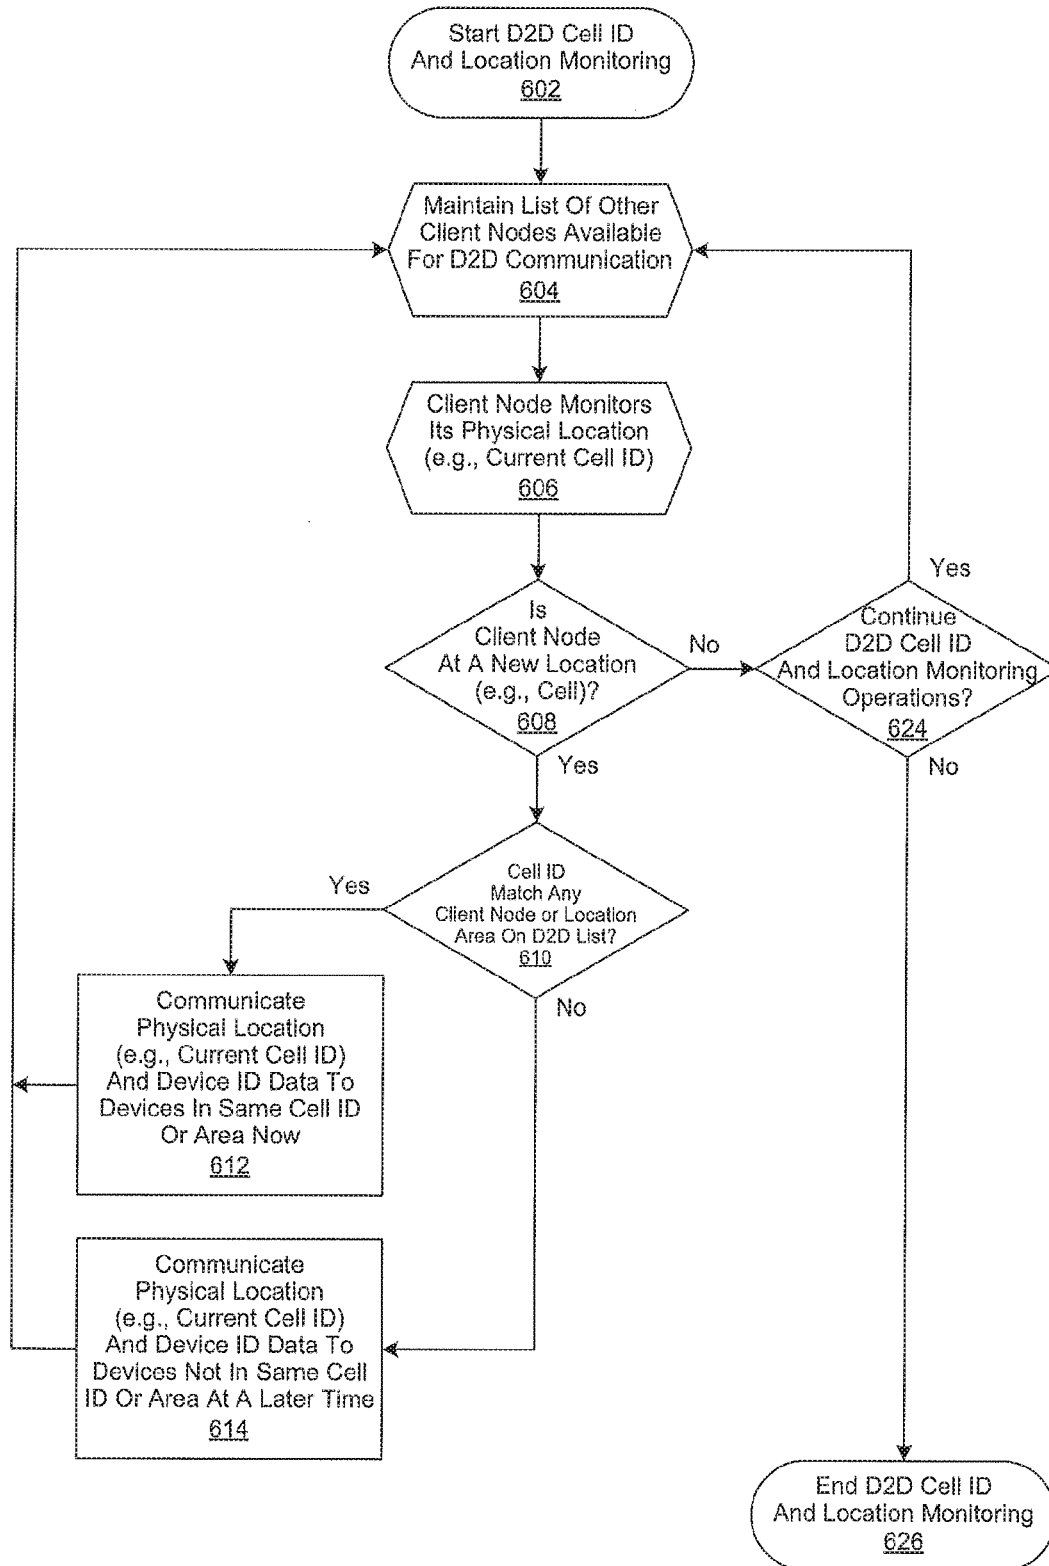 Start D2D Cell ID
And Location Monitoring
602
Maintain List Of Other
Client Nodes Available
For D2D Communication
604
Client Node Monitors
Its Physical Location
(e.g., Current Cell ID)
606
Is
Client Node
At A New Location
(e.g., Cell)?
608
No
Yes
Yes
Continue
D2D Cell ID
And Location Monitoring
Operations?
624
No
Cell ID
Match Any
Client Node or Location
Area On D2D List?
610
Yes
No
Communicate
Physical Location
(e.g., Current Cell ID)
And Device ID Data To
Devices In Same Cell ID
Or Area Now
612
Communicate
Physical Location
(e.g., Current Cell ID)
And Device ID Data To
Devices Not In Same Cell
ID Or Area At A Later Time
614
End D2D Cell ID
And Location Monitoring
626